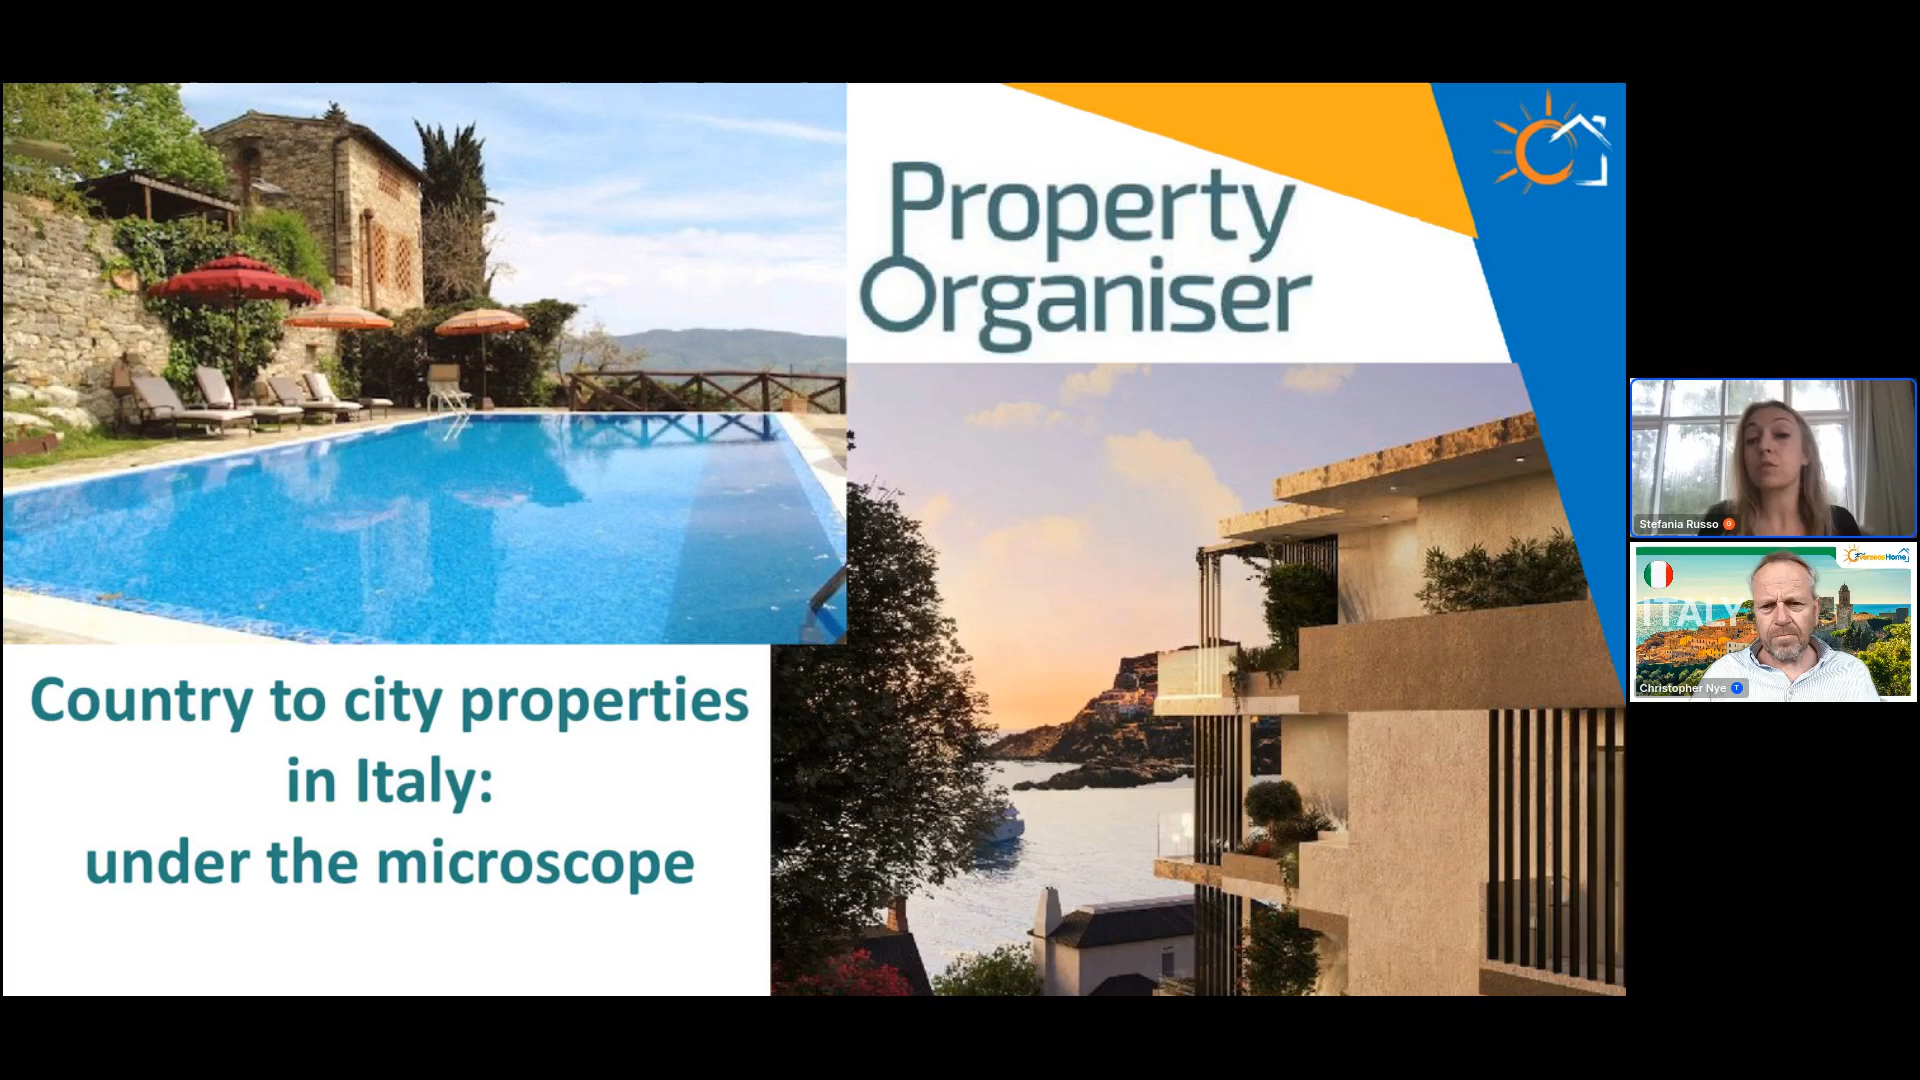 Property
Organiser
Country to city properties
in Italy:
under the microscope
Stefania Russo
G
ITALY
Christopher Nye
T